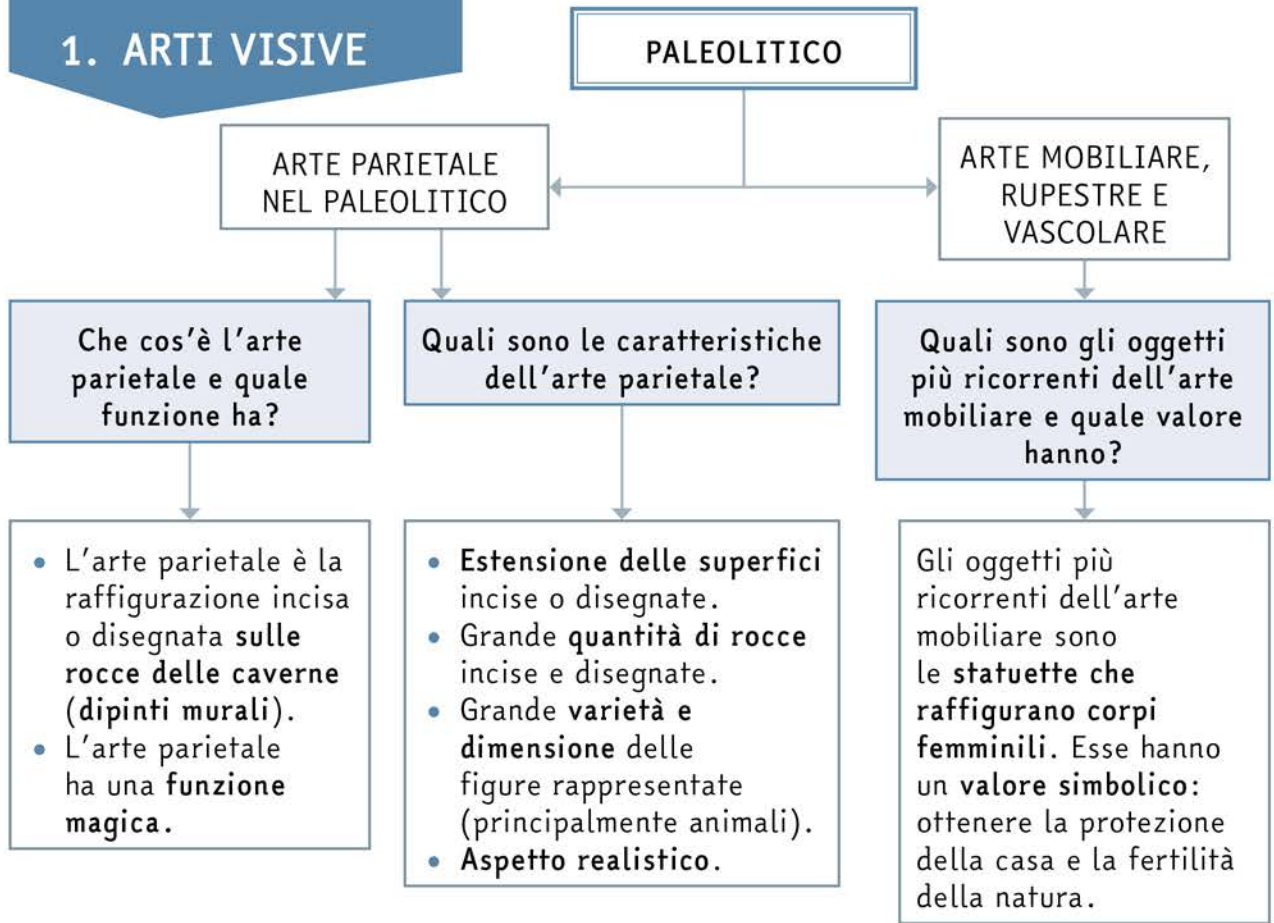 1. ARTI VISIVE
PALEOLITICO
ARTE PARIETALE
NEL PALEOLITICO
ARTE MOBILIARE,
RUPESTRE E
VASCOLARE
Che cos'è l'arte
parietale e quale
funzione ha?
Quali sono le caratteristiche
dell'arte parietale?
Quali sono gli oggetti
più ricorrenti dell'arte
mobiliare e quale valore
hanno?
• L'arte parietale è la
raffigurazione incisa
o disegnata sulle
rocce delle caverne
(dipinti murali).
• L'arte parietale
ha una funzione
magica.
• Estensione delle superfici
incise o disegnate.
• Grande quantità di rocce
incise e disegnate.
• Grande varietà e
dimensione delle
figure rappresentate
(principalmente animali).
• Aspetto realistico.
Gli oggetti più
ricorrenti dell'arte
mobiliare sono
le statuette che
raffigurano corpi
femminili. Esse hanno
un valore simbolico:
ottenere la protezione
della casa e la fertilità
della natura.